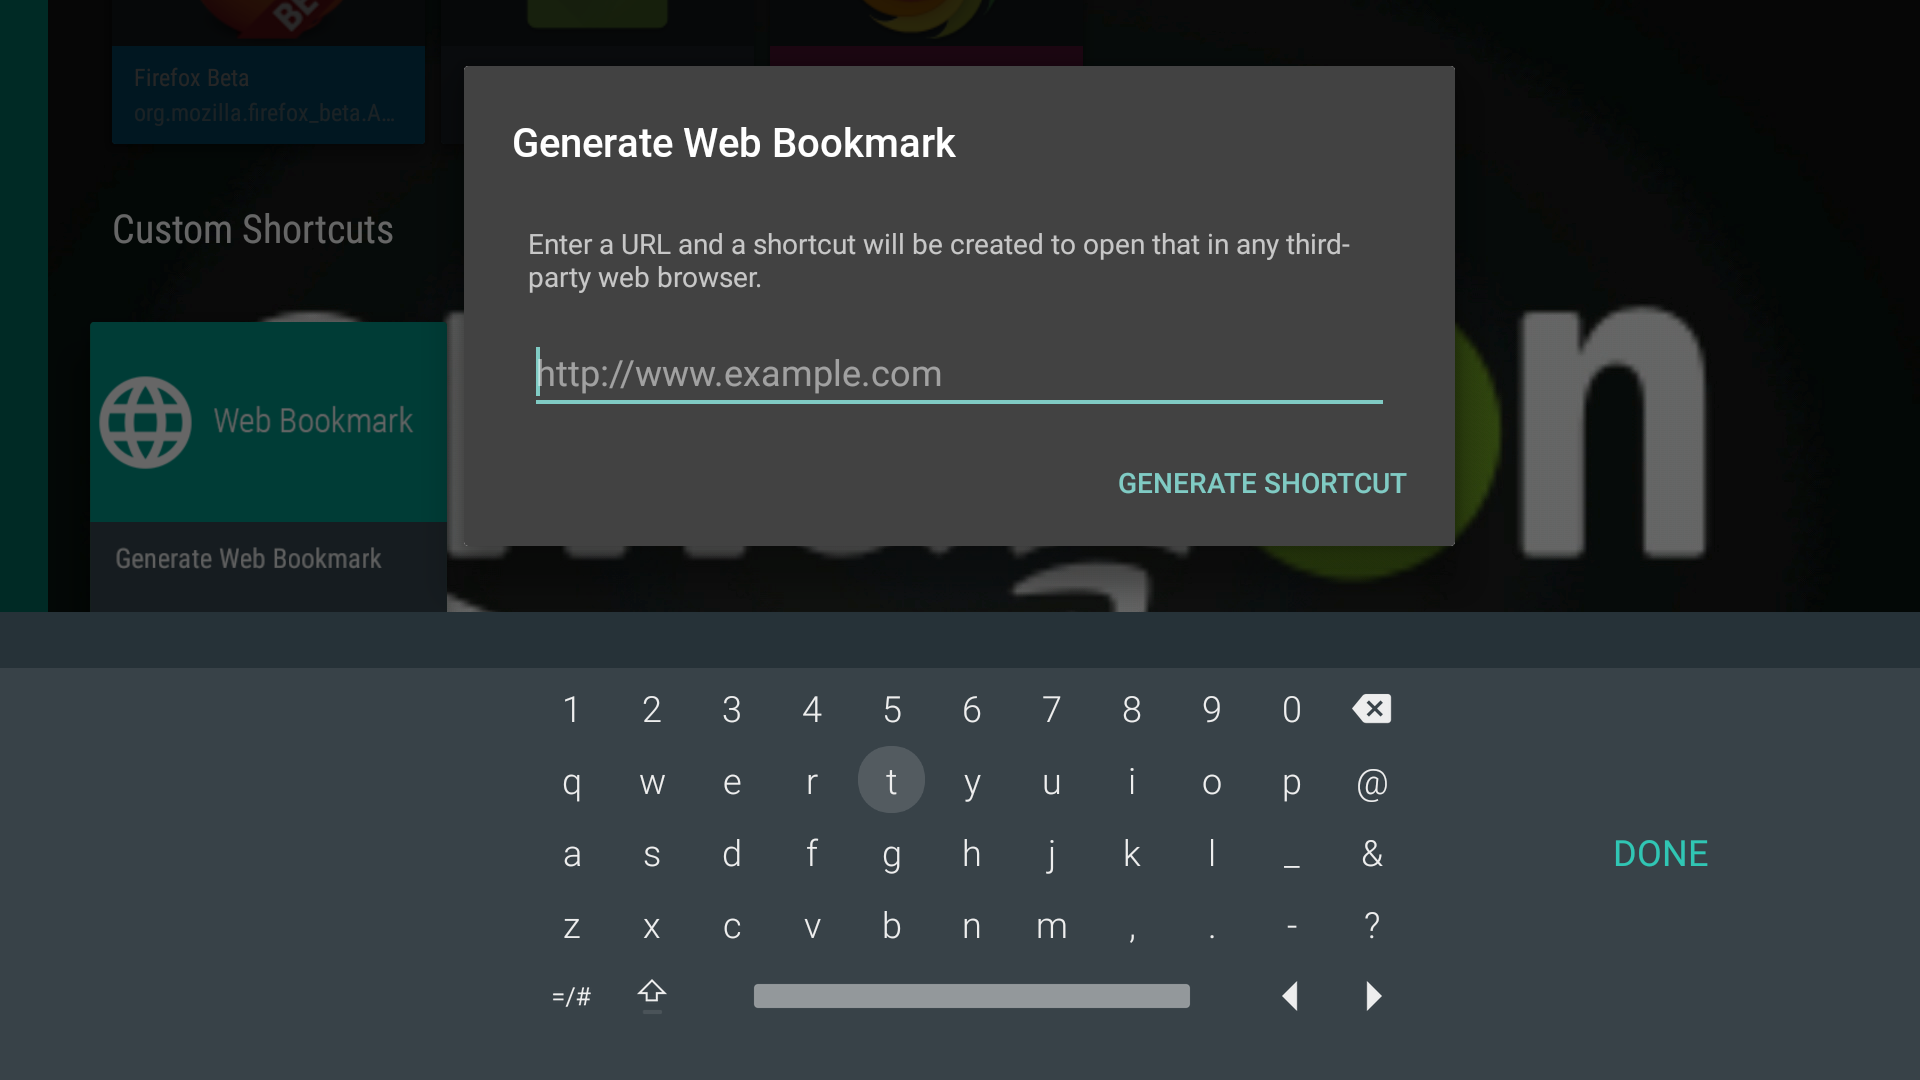 BE
Firefox Beta
org.mozilla.firefox_beta.A...
Custom Shortcuts
Web Bookmark
Generate Web Bookmark
Generate Web Bookmark
Enter a URL and a shortcut will be created to open that in any third-
party web browser.
http://www.example.com
GENERATE SHORTCUT
n
1 2 3 4 5 6 7 8 9 0
q w e r t y u i o p @
a s d f g h j k l _ &
DONE
z x c v b n m , . - ?
=/#